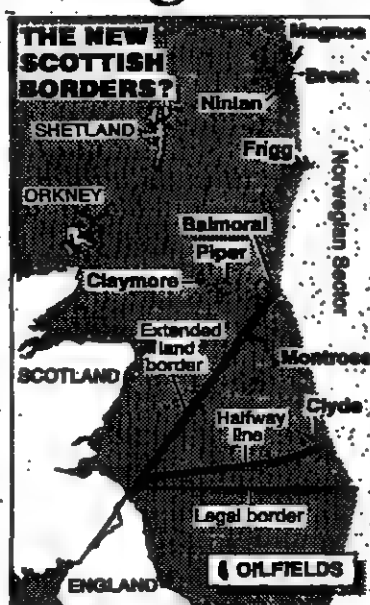 THE NEW
SCOTTISH
BORDERS?
Magnos
Brent
Ninian
SHETLAND
Frigg
Norwegian Sector
ORKNEY
Balmoral
Piper
Claymore
Extended
land
border
Montrose
SCOTLAND
Clyde
Halfway
line
Legal border
OILFIELDS
ENGLAND